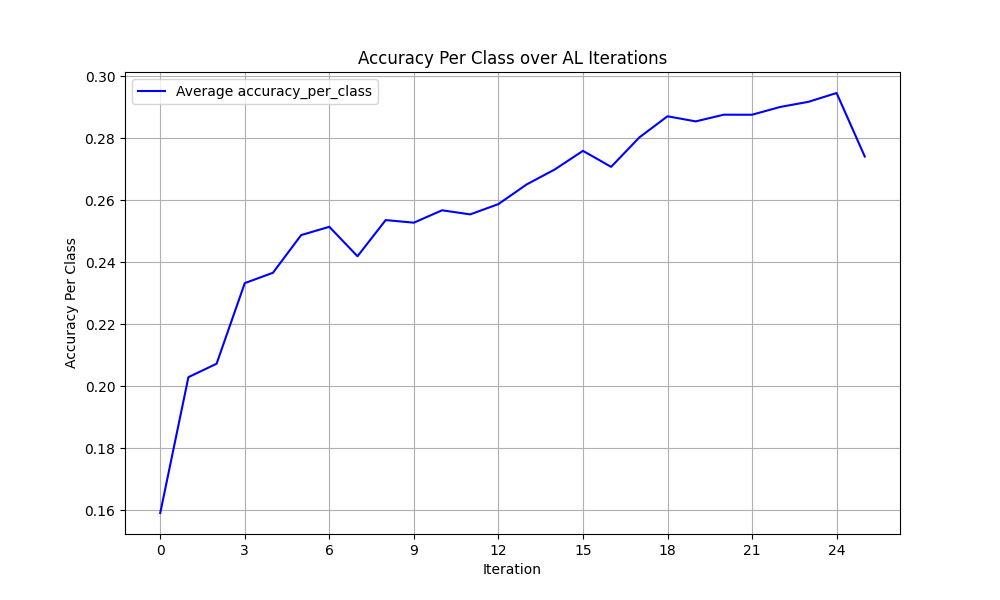 Accuracy Per Class over AL Iterations
Average accuracy_per_class
Accuracy Per Class
0.30
0.28
0.26
0.24
0.22
0.20
0.18
0.16
0 3 6 9 12 15 18 21 24
Iteration